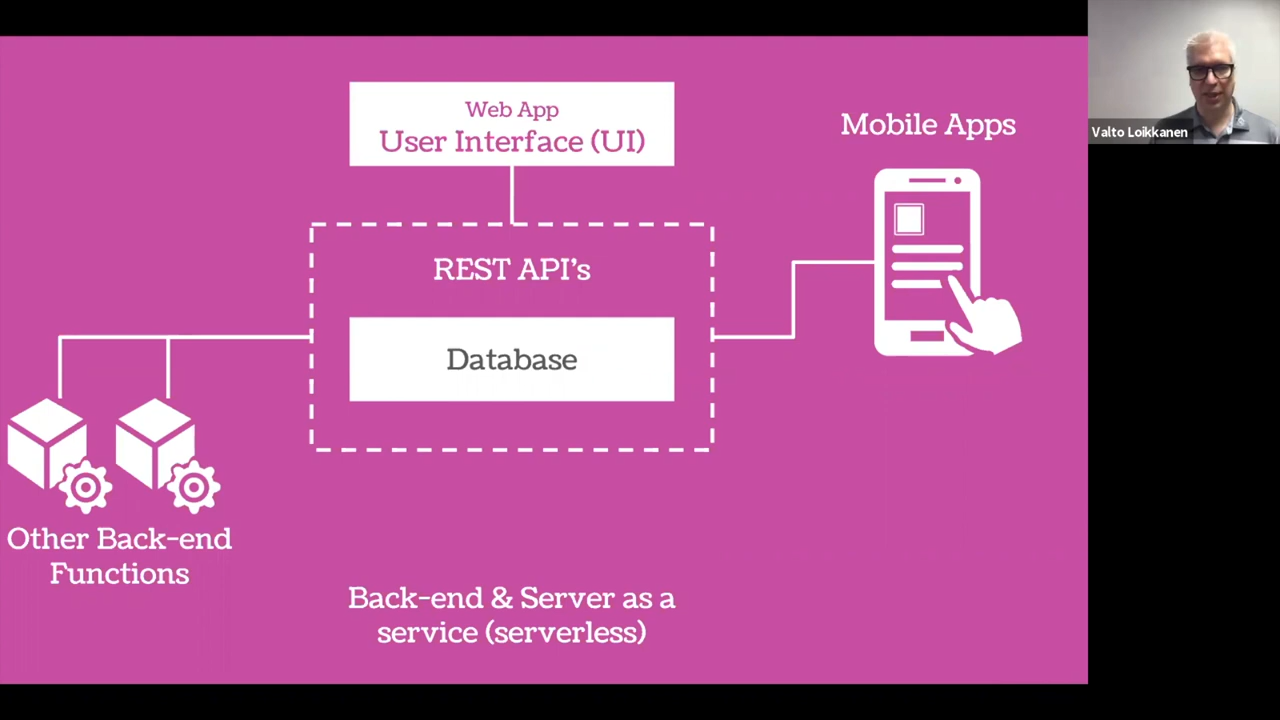 Web App
User Interface (UI)
Mobile Apps
Valto Loikkanen
REST API’s
Database
Other Back-end
Functions
Back-end & Server as a
service (serverless)